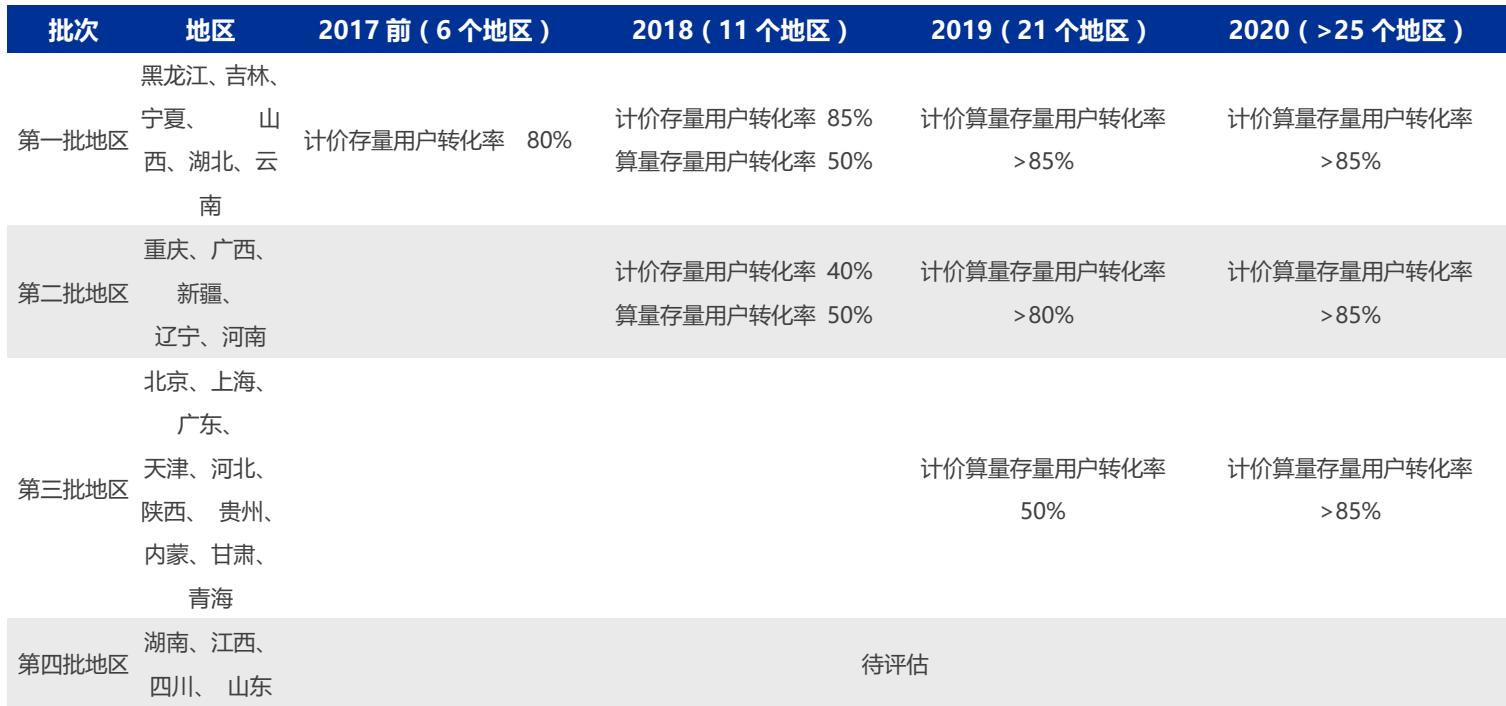 批次 地区 2017前（6个地区） 2018（11个地区） 2019（21个地区） 2020（>25个地区）
第一批地区
黑龙江、吉林、
宁夏、 山
西、湖北、云
南
计价存量用户转化率 80%
计价存量用户转化率 85%
算量存量用户转化率 50%
计价算量存量用户转化率
>85%
计价算量存量用户转化率
>85%
第二批地区
重庆、广西、
新疆、
辽宁、河南
计价存量用户转化率 40%
算量存量用户转化率 50%
计价算量存量用户转化率
>80%
计价算量存量用户转化率
>85%
第三批地区
北京、上海、
广东、
天津、河北、
陕西、 贵州、
内蒙、甘肃、
青海
计价算量存量用户转化率
50%
计价算量存量用户转化率
>85%
第四批地区
湖南、江西、
四川、 山东
待评估